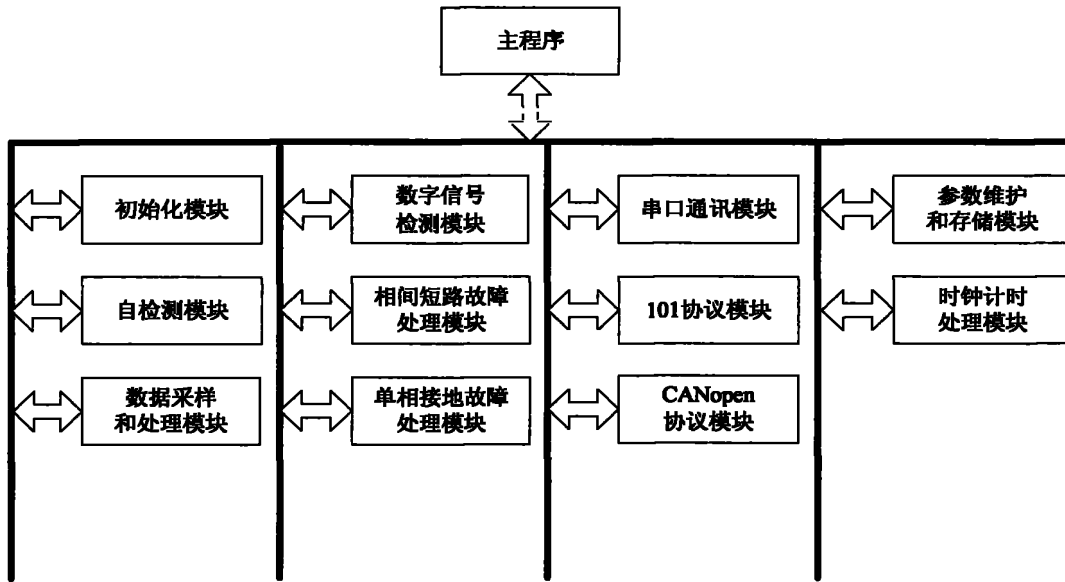 主程序
初始化模块
自检测模块
数据采样
和处理模块
数字信号
检测模块
相间短路故障
处理模块
单相接地故障
处理模块
串口通讯模块
101协议模块
CANopen
协议模块
参数维护
和存储模块
时钟计时
处理模块